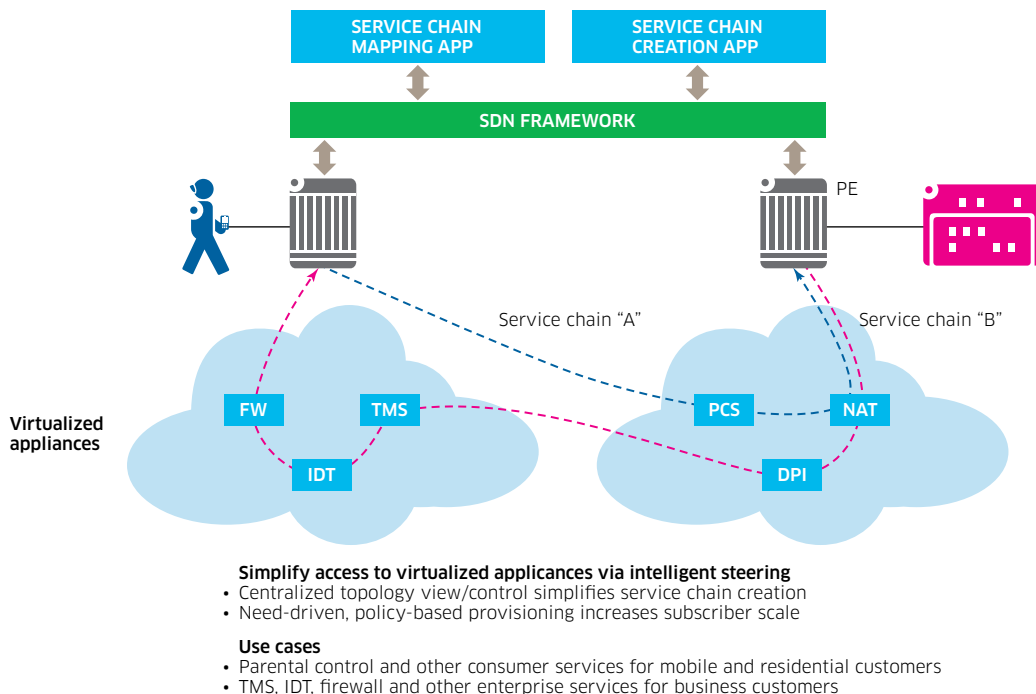 SERVICE CHAIN
MAPPING APP
SERVICE CHAIN
CREATION APP
SDN FRAMEWORK
PE
Service chain “A”
Service chain “B”
Virtualized
appliances
FW
TMS
IDT
PCS
NAT
DPI
Simplify access to virtualized applicances via intelligent steering
• Centralized topology view/control simplifies service chain creation
• Need-driven, policy-based provisioning increases subscriber scale
Use cases
• Parental control and other consumer services for mobile and residential customers
• TMS, IDT, firewall and other enterprise services for business customers